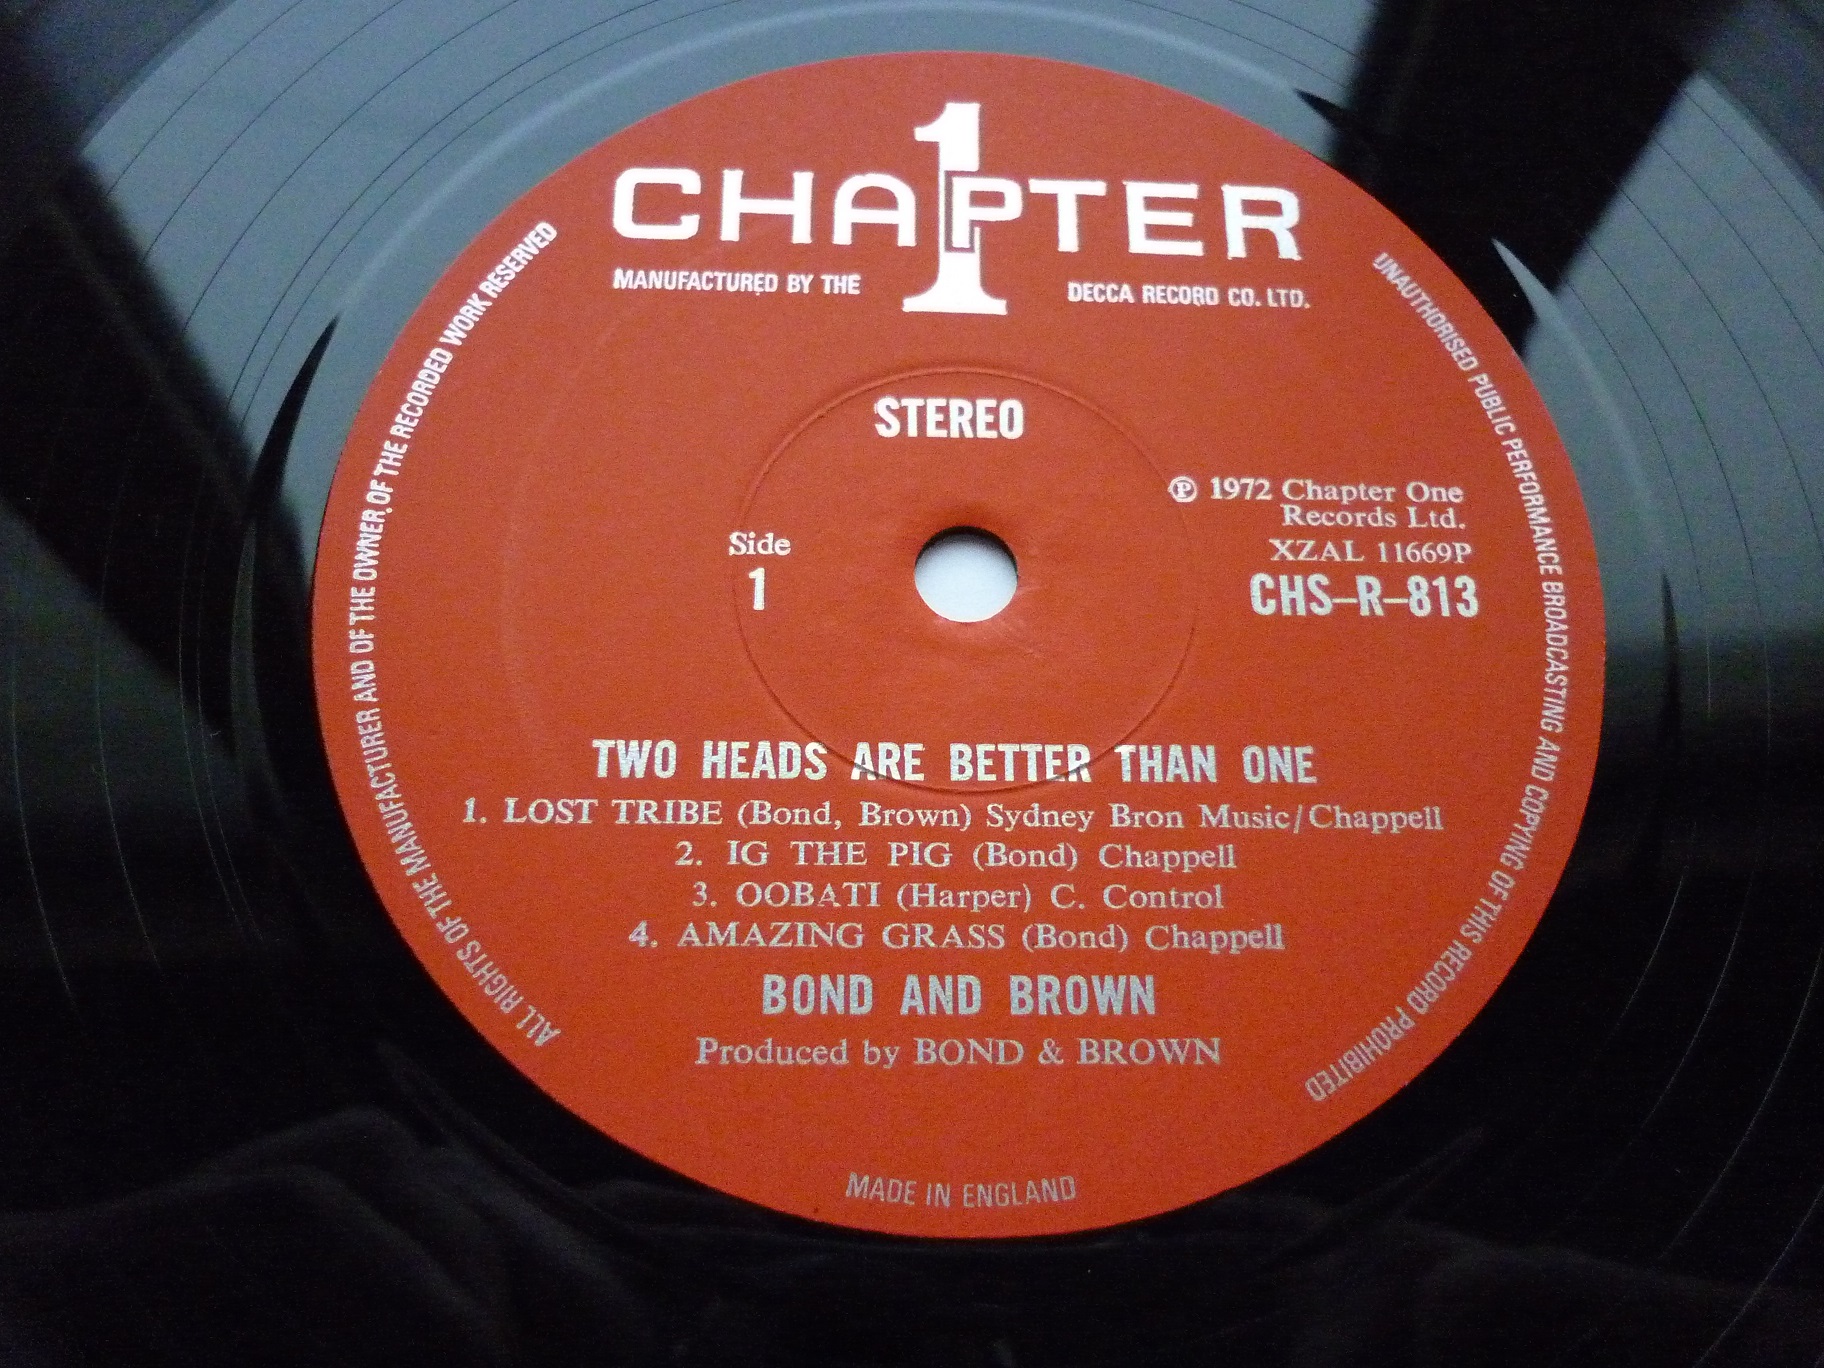 CHAPTER 1
MANUFACTURED BY THE DECCA RECORD CO. LTD.
STEREO
℗ 1972 Chapter One
Records Ltd.
XZAL 11669P
CHS-R-813
Side
1
TWO HEADS ARE BETTER THAN ONE
1. LOST TRIBE (Bond, Brown) Sydney Bron Music/Chappell
2. IG THE PIG (Bond) Chappell
3. OOBATI (Harper) C. Control
4. AMAZING GRASS (Bond) Chappell
BOND AND BROWN
Produced by BOND & BROWN
MADE IN ENGLAND
ALL RIGHTS OF THE MANUFACTURER AND OF THE OWNER OF THE RECORDED WORK RESERVED
UNAUTHORISED PUBLIC PERFORMANCE BROADCASTING AND COPYING OF THIS RECORD PROHIBITED